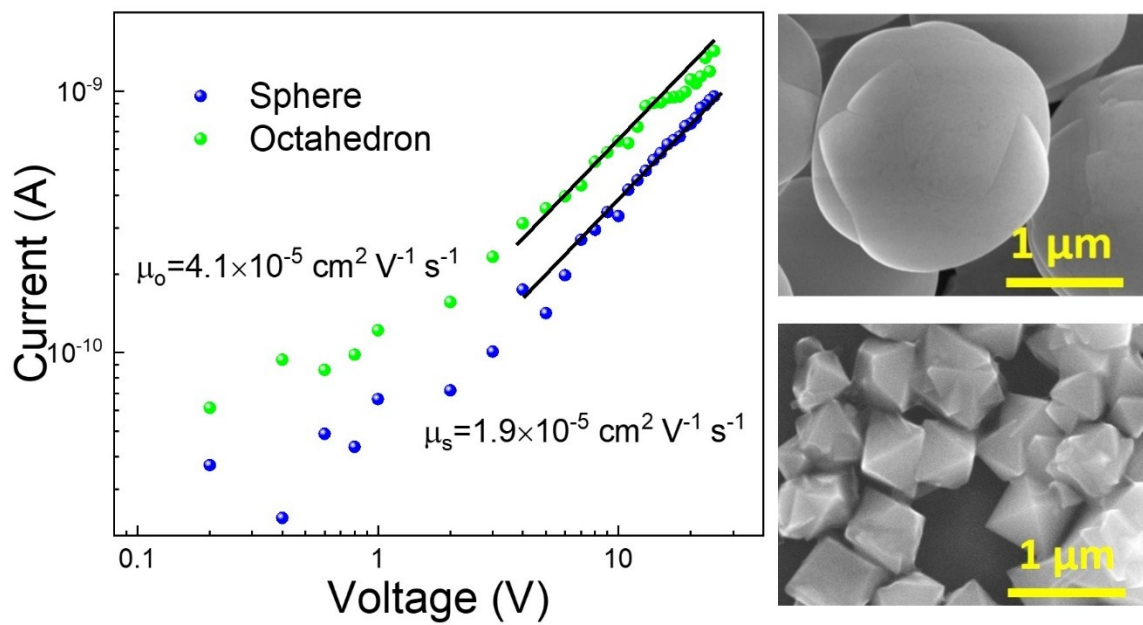 Current (A)
10⁻⁹
10⁻¹⁰
Sphere
Octahedron
μₒ=4.1×10⁻⁵ cm² V⁻¹ s⁻¹
μₛ=1.9×10⁻⁵ cm² V⁻¹ s⁻¹
0.1
1
10
Voltage (V)
1 μm
1 μm